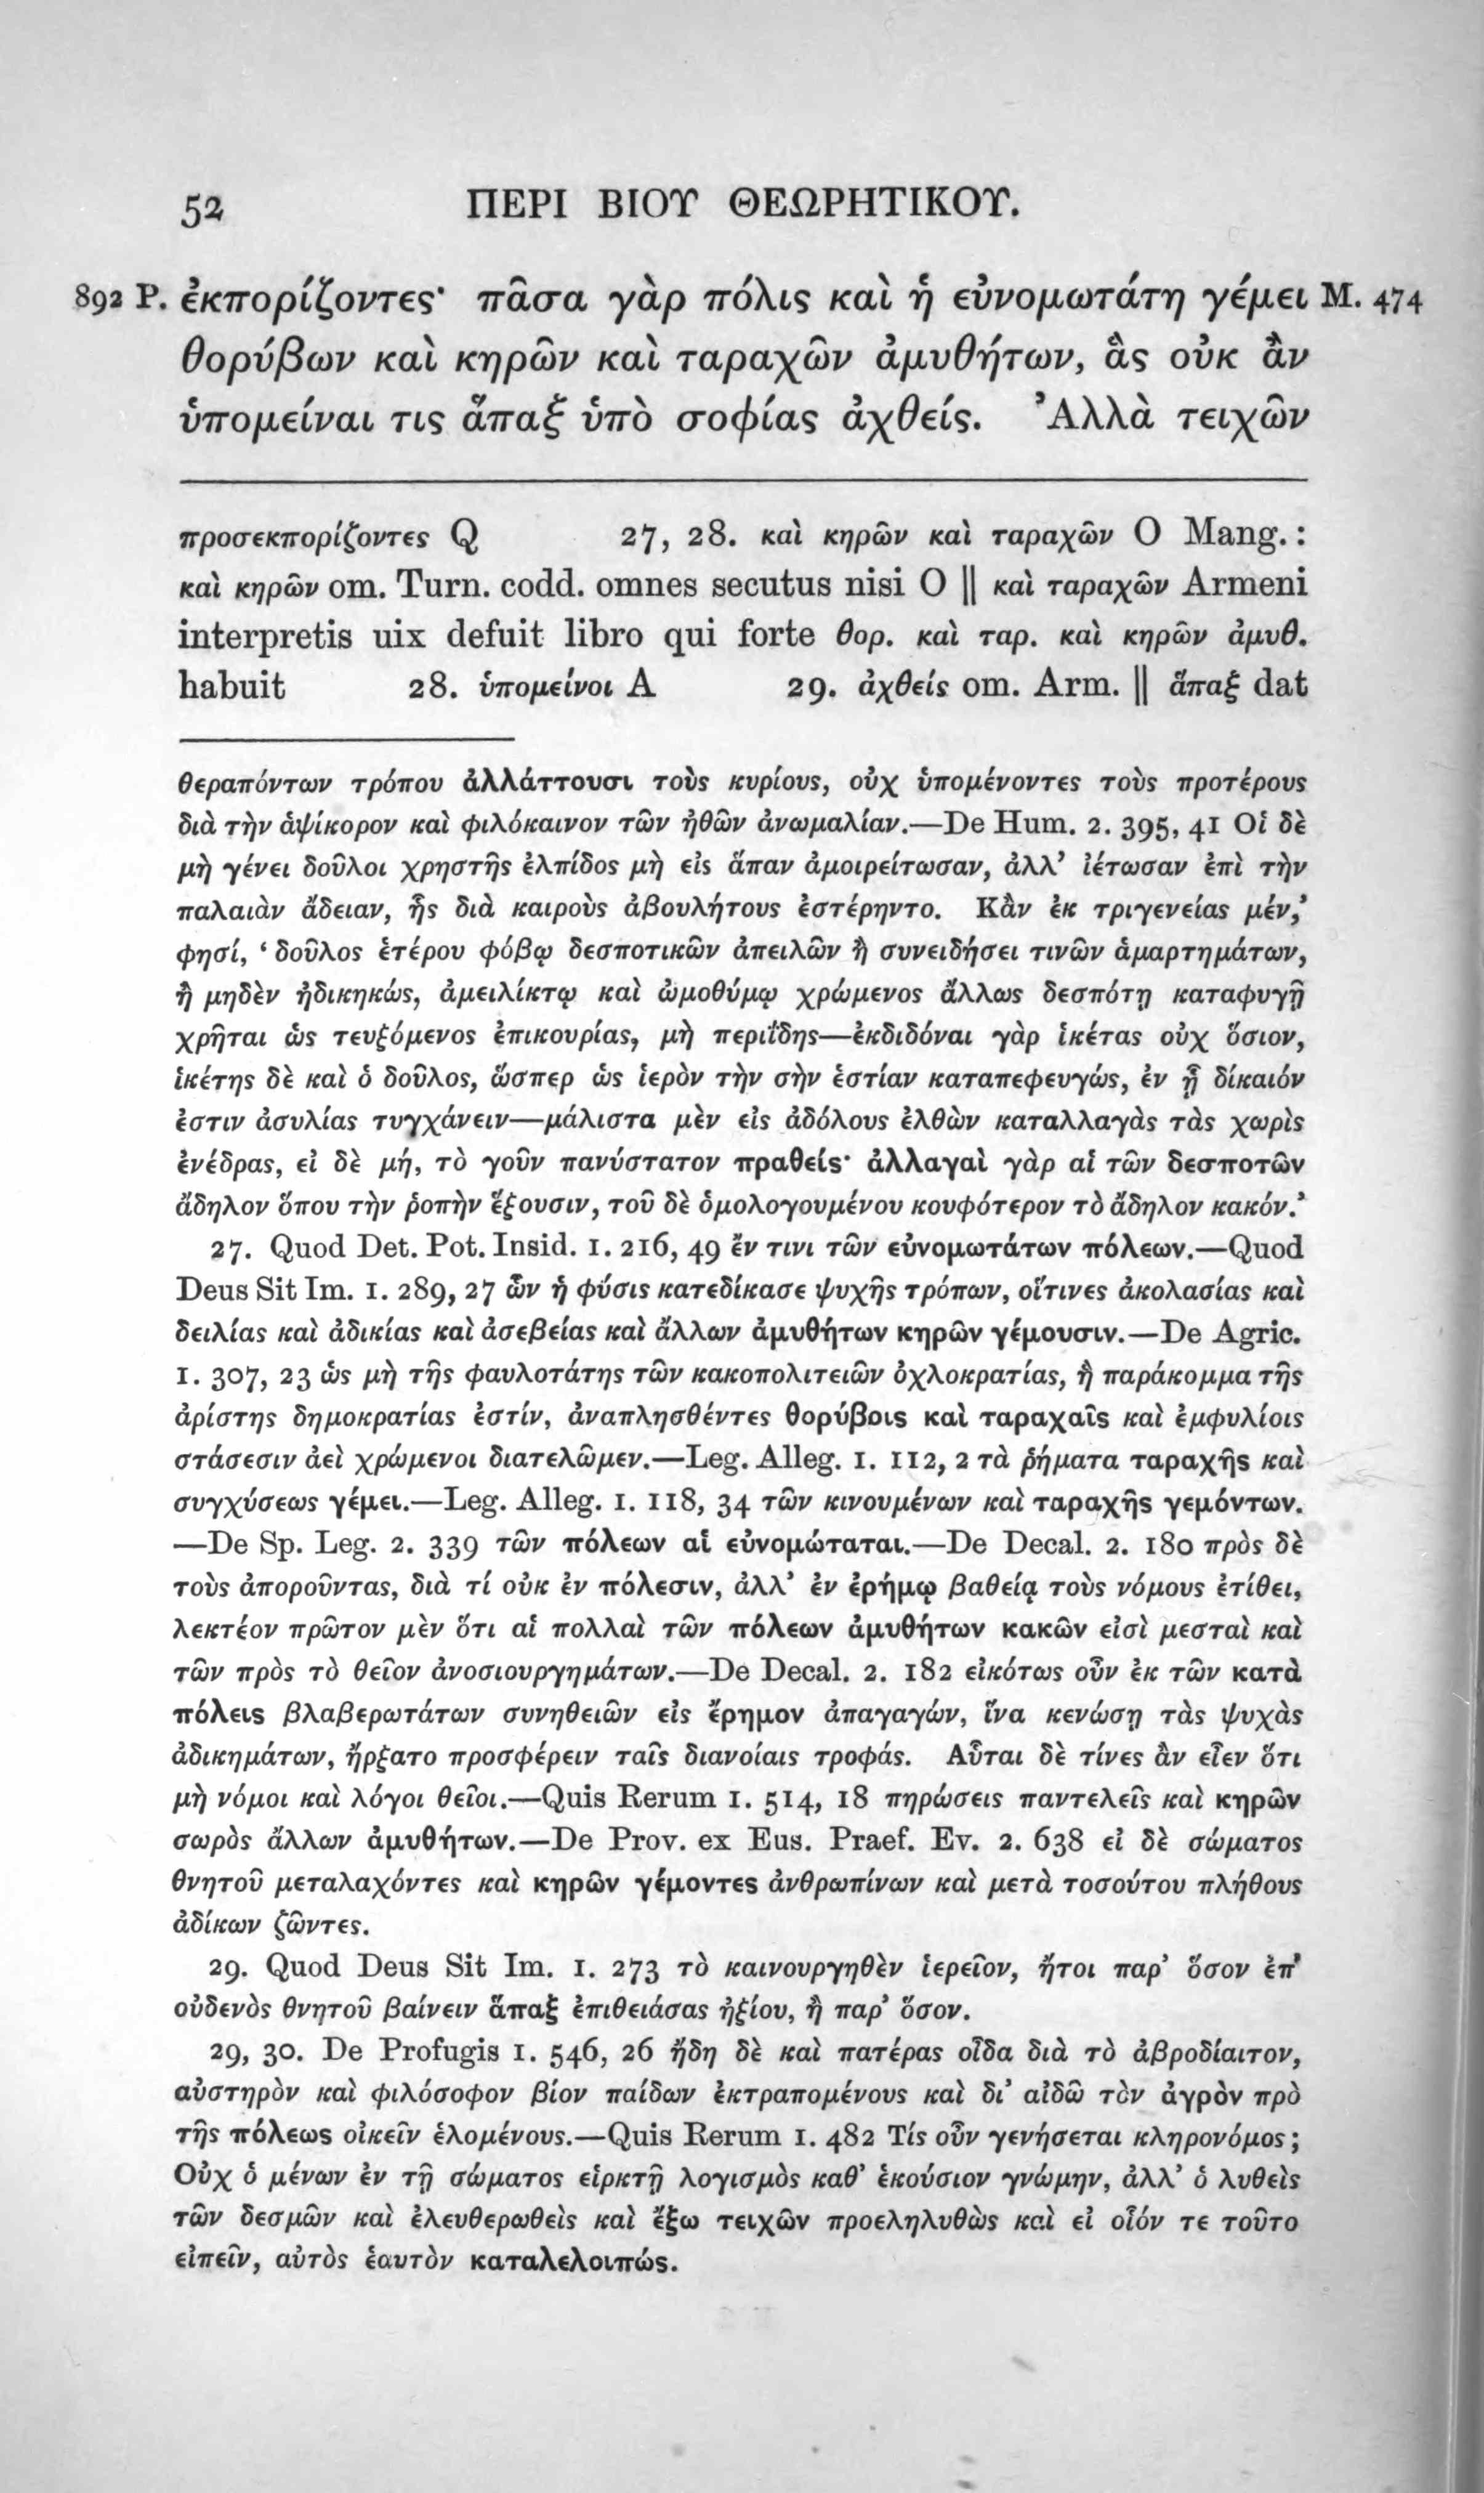 52 ΠΕΡΙ ΒΙΟΥ ΘΕΩΡΗΤΙΚΟΥ.
892 P. ἐκπορίζοντες· πᾶσα γὰρ πόλις καὶ ἡ εὐνομωτάτη γέμει M. 474
θορύβων καὶ κηρῶν καὶ ταραχῶν ἀμυθήτων, ἃς οὐκ ἂν
ὑπομείναι τις ἅπαξ ὑπὸ σοφίας ἀχθείς. Ἀλλὰ τειχῶν
προσεκπορίζοντες Q 27, 28. καὶ κηρῶν καὶ ταραχῶν O Mang. :
καὶ κηρῶν om. Turn. codd. omnes secutus nisi O || καὶ ταραχῶν Armeni
interpretis uix defuit libro qui forte θορ. καὶ ταρ. καὶ κηρῶν ἀμυθ.
habuit 28. ὑπομείνοι A 29. ἀχθείς om. Arm. || ἅπαξ dat
θεραπόντων τρόπου ἀλλάττουσι τοὺς κυρίους, οὐχ ὑπομένοντες τοὺς προτέρους
διὰ τὴν ἁψίκορον καὶ φιλόκαινον τῶν ἠθῶν ἀνωμαλίαν.—De Hum. 2. 395, 41 Οἱ δὲ
μὴ γένει δοῦλοι χρηστῆς ἐλπίδος μὴ εἰς ἅπαν ἀμοιρείτωσαν, ἀλλ’ ἰέτωσαν ἐπὶ τὴν
παλαιὰν ἄδειαν, ἧς διὰ καιροὺς ἀβουλήτους ἐστέρηντο. Κἂν ἐκ τριγενείας μέν,’
φησί, ‘δοῦλος ἑτέρου φόβῳ δεσποτικῶν ἀπειλῶν ἢ συνειδήσει τινῶν ἁμαρτημάτων,
ἢ μηδὲν ἠδικηκώς, ἀμειλίκτῳ καὶ ὠμοθύμῳ χρώμενος ἄλλως δεσπότῃ καταφυγῇ
χρῆται ὡς τευξόμενος ἐπικουρίας, μὴ περιΐδης—ἐκδιδόναι γὰρ ἱκέτας οὐχ ὅσιον,
ἱκέτης δὲ καὶ ὁ δοῦλος, ὥσπερ ὡς ἱερὸν τὴν σὴν ἑστίαν καταπεφευγώς, ἐν ᾗ δίκαιόν
ἐστιν ἀσυλίας τυγχάνειν—μάλιστα μὲν εἰς ἀδόλους ἐλθὼν καταλλαγὰς τὰς χωρὶς
ἐνέδρας, εἰ δὲ μή, τὸ γοῦν πανύστατον πραθείς· ἀλλαγαὶ γὰρ αἱ τῶν δεσποτῶν
ἄδηλον ὅπου τὴν ῥοπὴν ἕξουσιν, τοῦ δὲ ὁμολογουμένου κουφότερον τὸ ἄδηλον κακόν.’
27. Quod Det. Pot. Insid. 1. 216, 49 ἔν τινι τῶν εὐνομωτάτων πόλεων.—Quod
Deus Sit Im. 1. 289, 27 ὧν ἡ φύσις κατεδίκασε ψυχῆς τρόπων, οἵτινες ἀκολασίας καὶ
δειλίας καὶ ἀδικίας καὶ ἀσεβείας καὶ ἄλλων ἀμυθήτων κηρῶν γέμουσιν.—De Agric.
1. 307, 23 ὡς μὴ τῆς φαυλοτάτης τῶν κακοπολιτειῶν ὀχλοκρατίας, ἢ παράκομμα τῆς
ἀρίστης δημοκρατίας ἐστίν, ἀναπλησθέντες θορύβοις καὶ ταραχαῖς καὶ ἐμφυλίοις
στάσεσιν ἀεὶ χρώμενοι διατελῶμεν.—Leg. Alleg. 1. 112, 2 τὰ ῥήματα ταραχῆς καὶ
συγχύσεως γέμει.—Leg. Alleg. 1. 118, 34 τῶν κινουμένων καὶ ταραχῆς γεμόντων.
—De Sp. Leg. 2. 339 τῶν πόλεων αἱ εὐνομώταται.—De Decal. 2. 180 πρὸς δὲ
τοὺς ἀποροῦντας, διὰ τί οὐκ ἐν πόλεσιν, ἀλλ’ ἐν ἐρήμῳ βαθείᾳ τοὺς νόμους ἐτίθει,
λεκτέον πρῶτον μὲν ὅτι αἱ πολλαὶ τῶν πόλεων ἀμυθήτων κακῶν εἰσὶ μεσταὶ καὶ
τῶν πρὸς τὸ θεῖον ἀνοσιουργημάτων.—De Decal. 2. 182 εἰκότως οὖν ἐκ τῶν κατὰ
πόλεις βλαβερωτάτων συνηθειῶν εἰς ἔρημον ἀπαγαγών, ἵνα κενώσῃ τὰς ψυχὰς
ἀδικημάτων, ἤρξατο προσφέρειν ταῖς διανοίαις τροφάς. Αὗται δὲ τίνες ἂν εἶεν ὅτι
μὴ νόμοι καὶ λόγοι θεῖοι.—Quis Rerum 1. 514, 18 πηρώσεις παντελεῖς καὶ κηρῶν
σωρὸς ἄλλων ἀμυθήτων.—De Prov. ex Eus. Praef. Ev. 2. 638 εἰ δὲ σώματος
θνητοῦ μεταλαχόντες καὶ κηρῶν γέμοντες ἀνθρωπίνων καὶ μετὰ τοσούτου πλήθους
ἀδίκων ζῶντες.
29. Quod Deus Sit Im. 1. 273 τὸ καινουργηθὲν ἱερεῖον, ἤτοι παρ’ ὅσον ἐπ’
οὐδενὸς θνητοῦ βαίνειν ἅπαξ ἐπιθειάσας ἠξίου, ἢ παρ’ ὅσον.
29, 30. De Profugis 1. 546, 26 ἤδη δὲ καὶ πατέρας οἶδα διὰ τὸ ἁβροδίαιτον,
αὐστηρὸν καὶ φιλόσοφον βίον παίδων ἐκτραπομένους καὶ δι’ αἰδῶ τὸν ἀγρὸν πρὸ
τῆς πόλεως οἰκεῖν ἑλομένους.—Quis Rerum 1. 482 Τίς οὖν γενήσεται κληρονόμος;
Οὐχ ὁ μένων ἐν τῇ σώματος εἱρκτῇ λογισμὸς καθ’ ἑκούσιον γνώμην, ἀλλ’ ὁ λυθεὶς
τῶν δεσμῶν καὶ ἐλευθερωθεὶς καὶ ἔξω τειχῶν προεληλυθὼς καὶ εἰ οἷόν τε τοῦτο
εἰπεῖν, αὐτὸς ἑαυτὸν καταλελοιπώς.